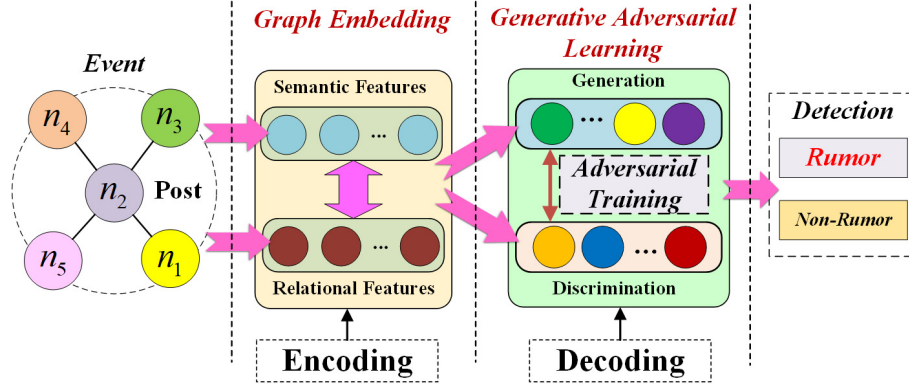 Graph Embedding
Generative Adversarial
Learning
Event
n4
n3
n2
Post
n5
n1
Semantic Features
...
...
Relational Features
Encoding
Generation
...
Adversarial
Training
...
Discrimination
Decoding
Detection
Rumor
Non-Rumor